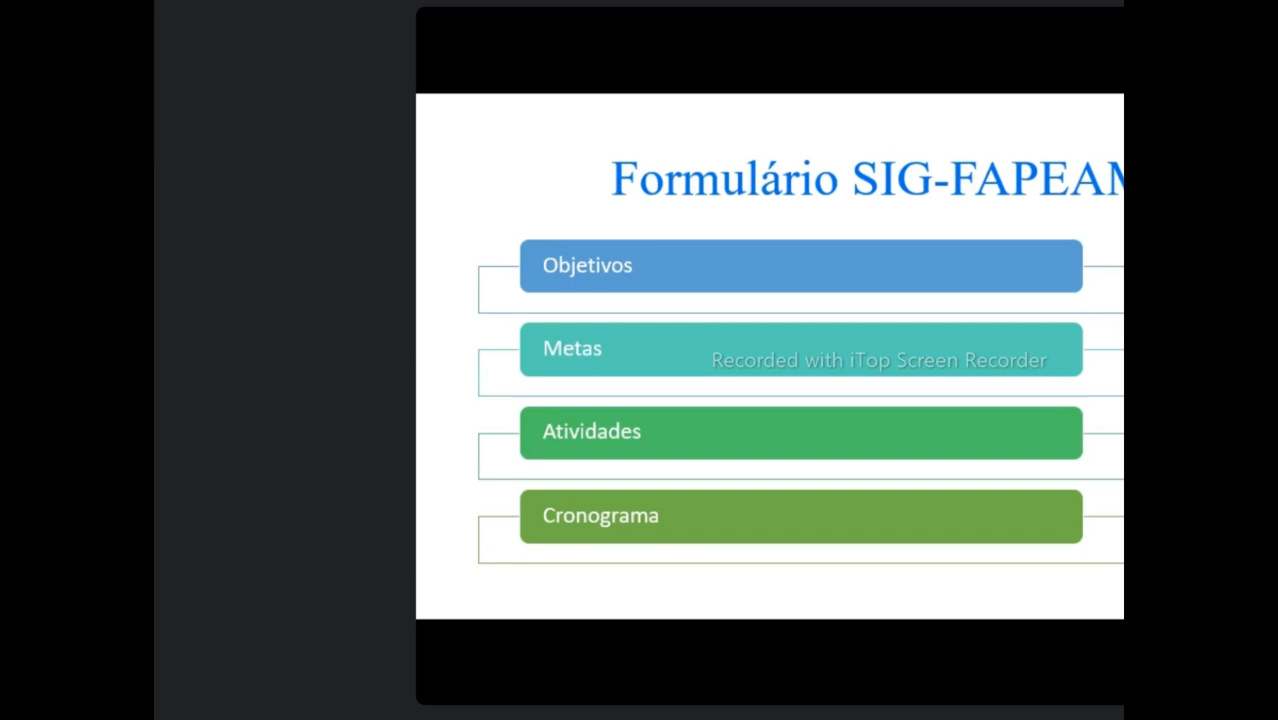 Formulário SIG-FAPEAM
Objetivos
Metas
Recorded with iTop Screen Recorder
Atividades
Cronograma